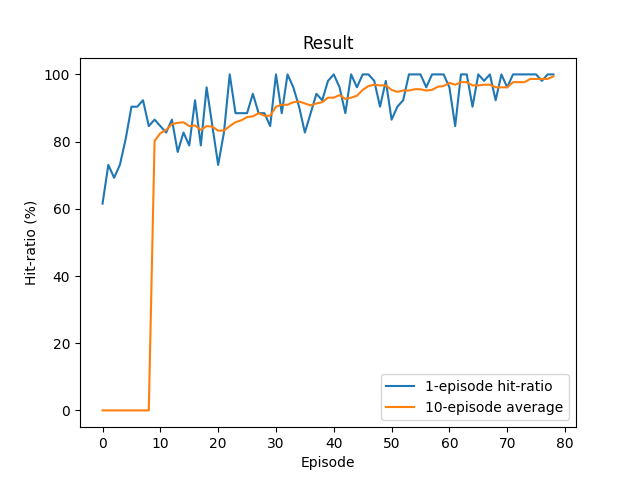 Result
100
80
60
40
20
0
Hit-ratio (%)
1-episode hit-ratio
10-episode average
0 10 20 30 40 50 60 70 80
Episode